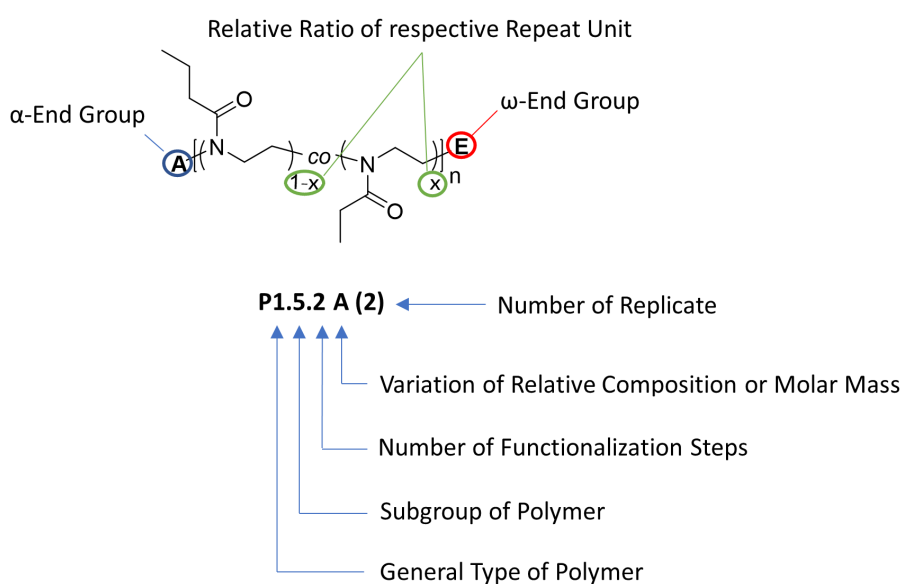 Relative Ratio of respective Repeat Unit
α-End Group
ω-End Group
O
N
A
co
E
1-x
N
x
n
O
P1.5.2 A (2)
Number of Replicate
Variation of Relative Composition or Molar Mass
Number of Functionalization Steps
Subgroup of Polymer
General Type of Polymer